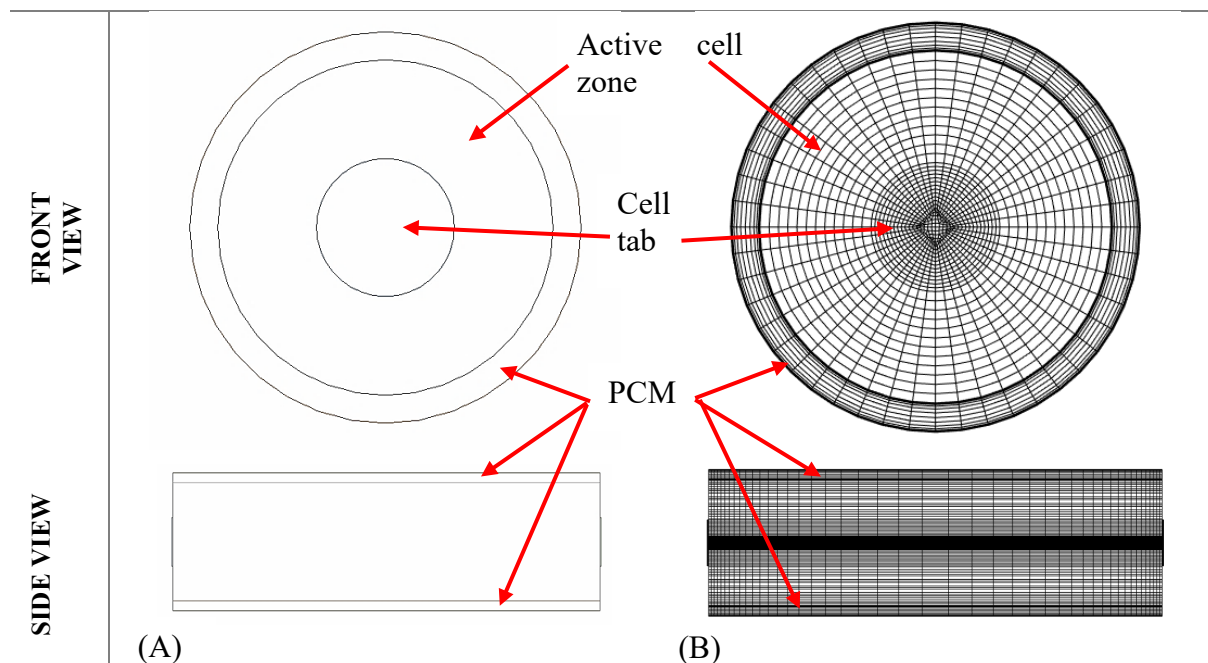 FRONT
VIEW
Active cell
zone
Cell
tab
PCM
SIDE VIEW
(A)
(B)